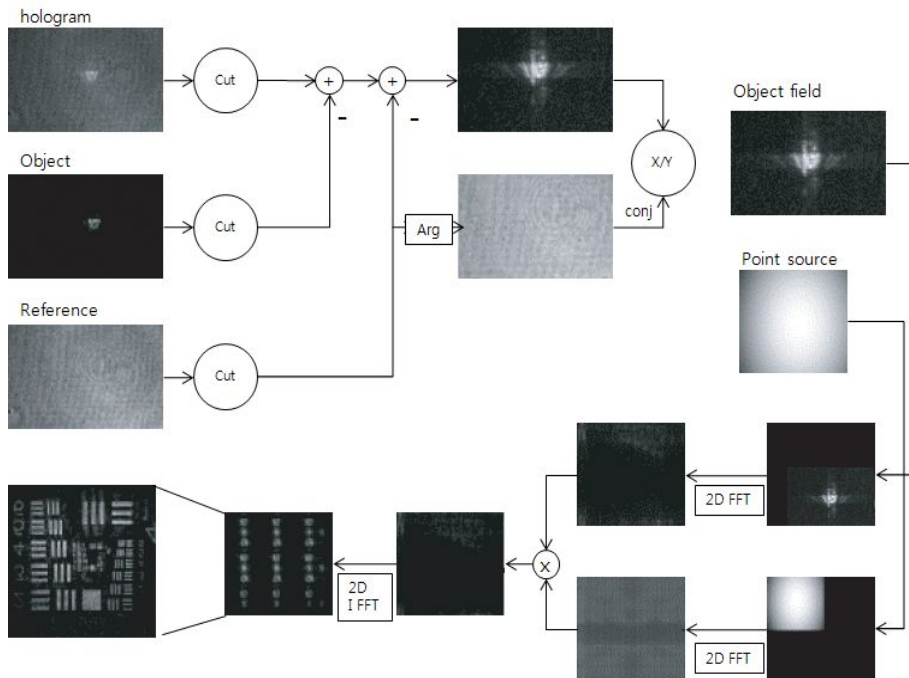 hologram
Cut
+
+
-
-
Object
Cut
Arg
conj
X/Y
Object field
Reference
Cut
Point source
2D FFT
X
2D
I FFT
2D FFT